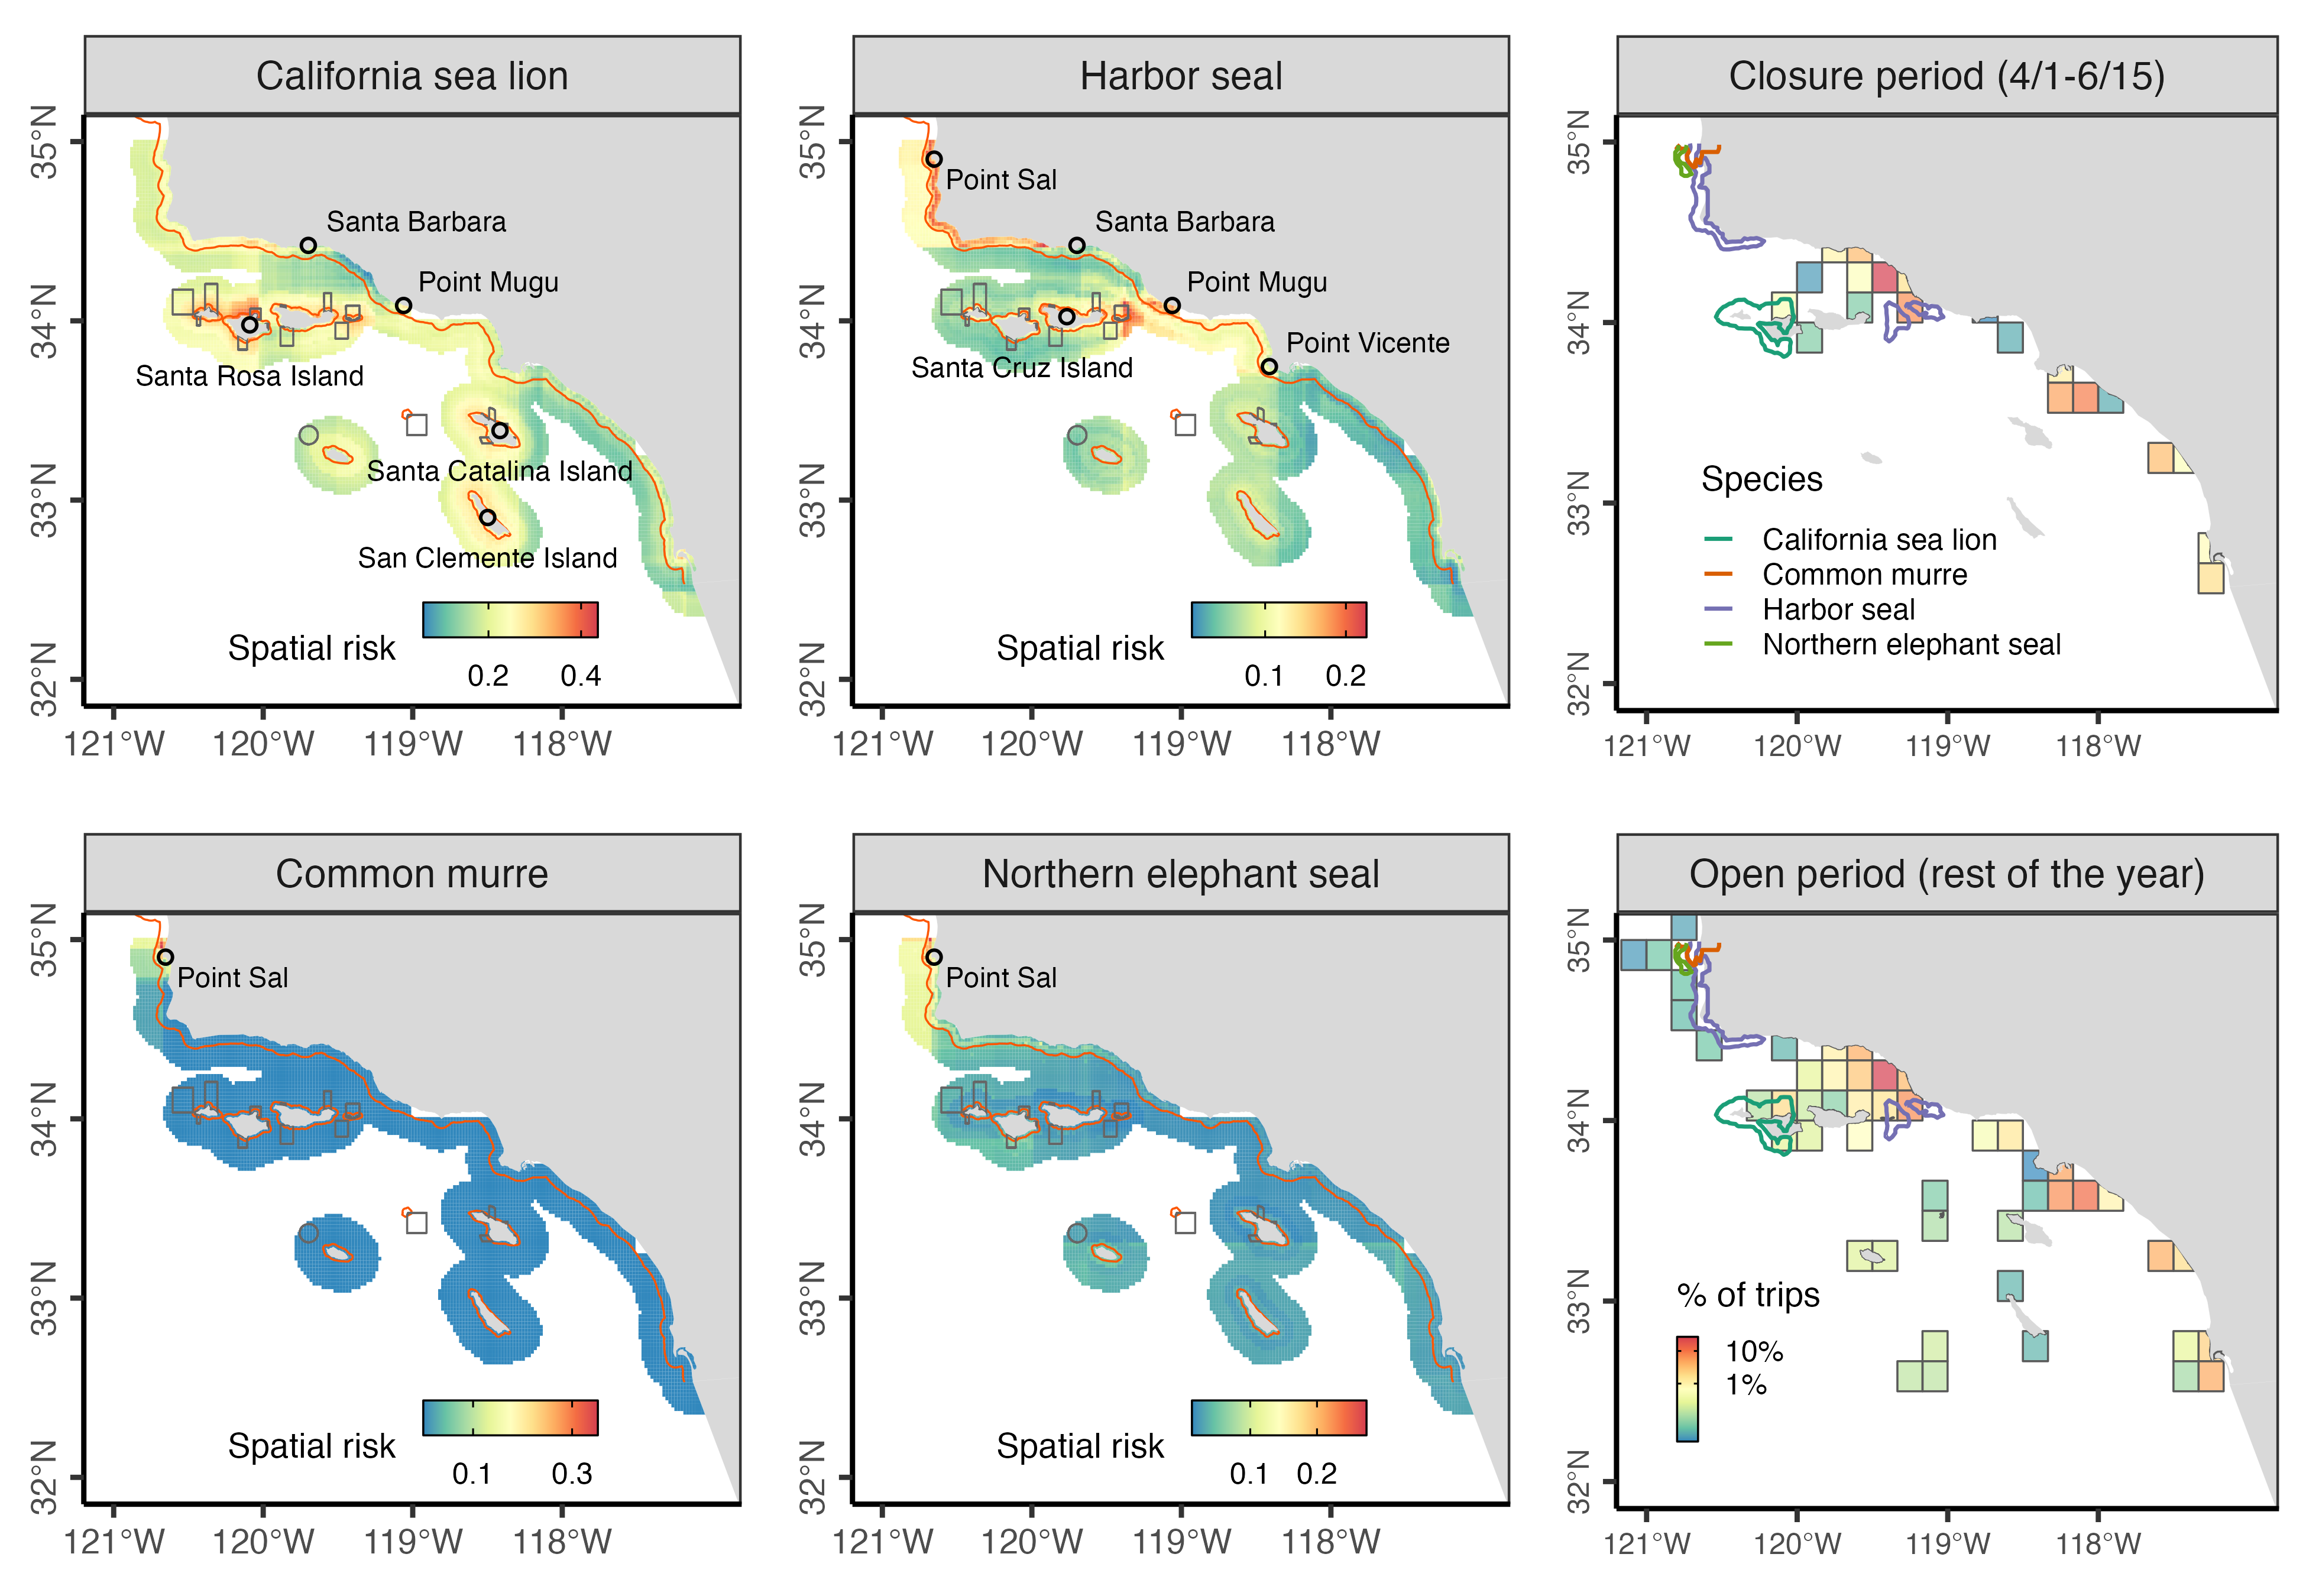 California sea lion
35°N
34°N
33°N
32°N
Santa Barbara
Point Mugu
Santa Rosa Island
Santa Catalina Island
San Clemente Island
Spatial risk
0.2
0.4
121°W
120°W
119°W
118°W
Harbor seal
35°N
34°N
33°N
32°N
Point Sal
Santa Barbara
Point Mugu
Point Vicente
Santa Cruz Island
Spatial risk
0.1
0.2
121°W
120°W
119°W
118°W
Closure period (4/1-6/15)
35°N
34°N
33°N
32°N
Species
California sea lion
Common murre
Harbor seal
Northern elephant seal
121°W
120°W
119°W
118°W
Common murre
35°N
34°N
33°N
32°N
Point Sal
Spatial risk
0.1
0.3
121°W
120°W
119°W
118°W
Northern elephant seal
35°N
34°N
33°N
32°N
Point Sal
Spatial risk
0.1
0.2
121°W
120°W
119°W
118°W
Open period (rest of the year)
35°N
34°N
33°N
32°N
% of trips
10%
1%
121°W
120°W
119°W
118°W